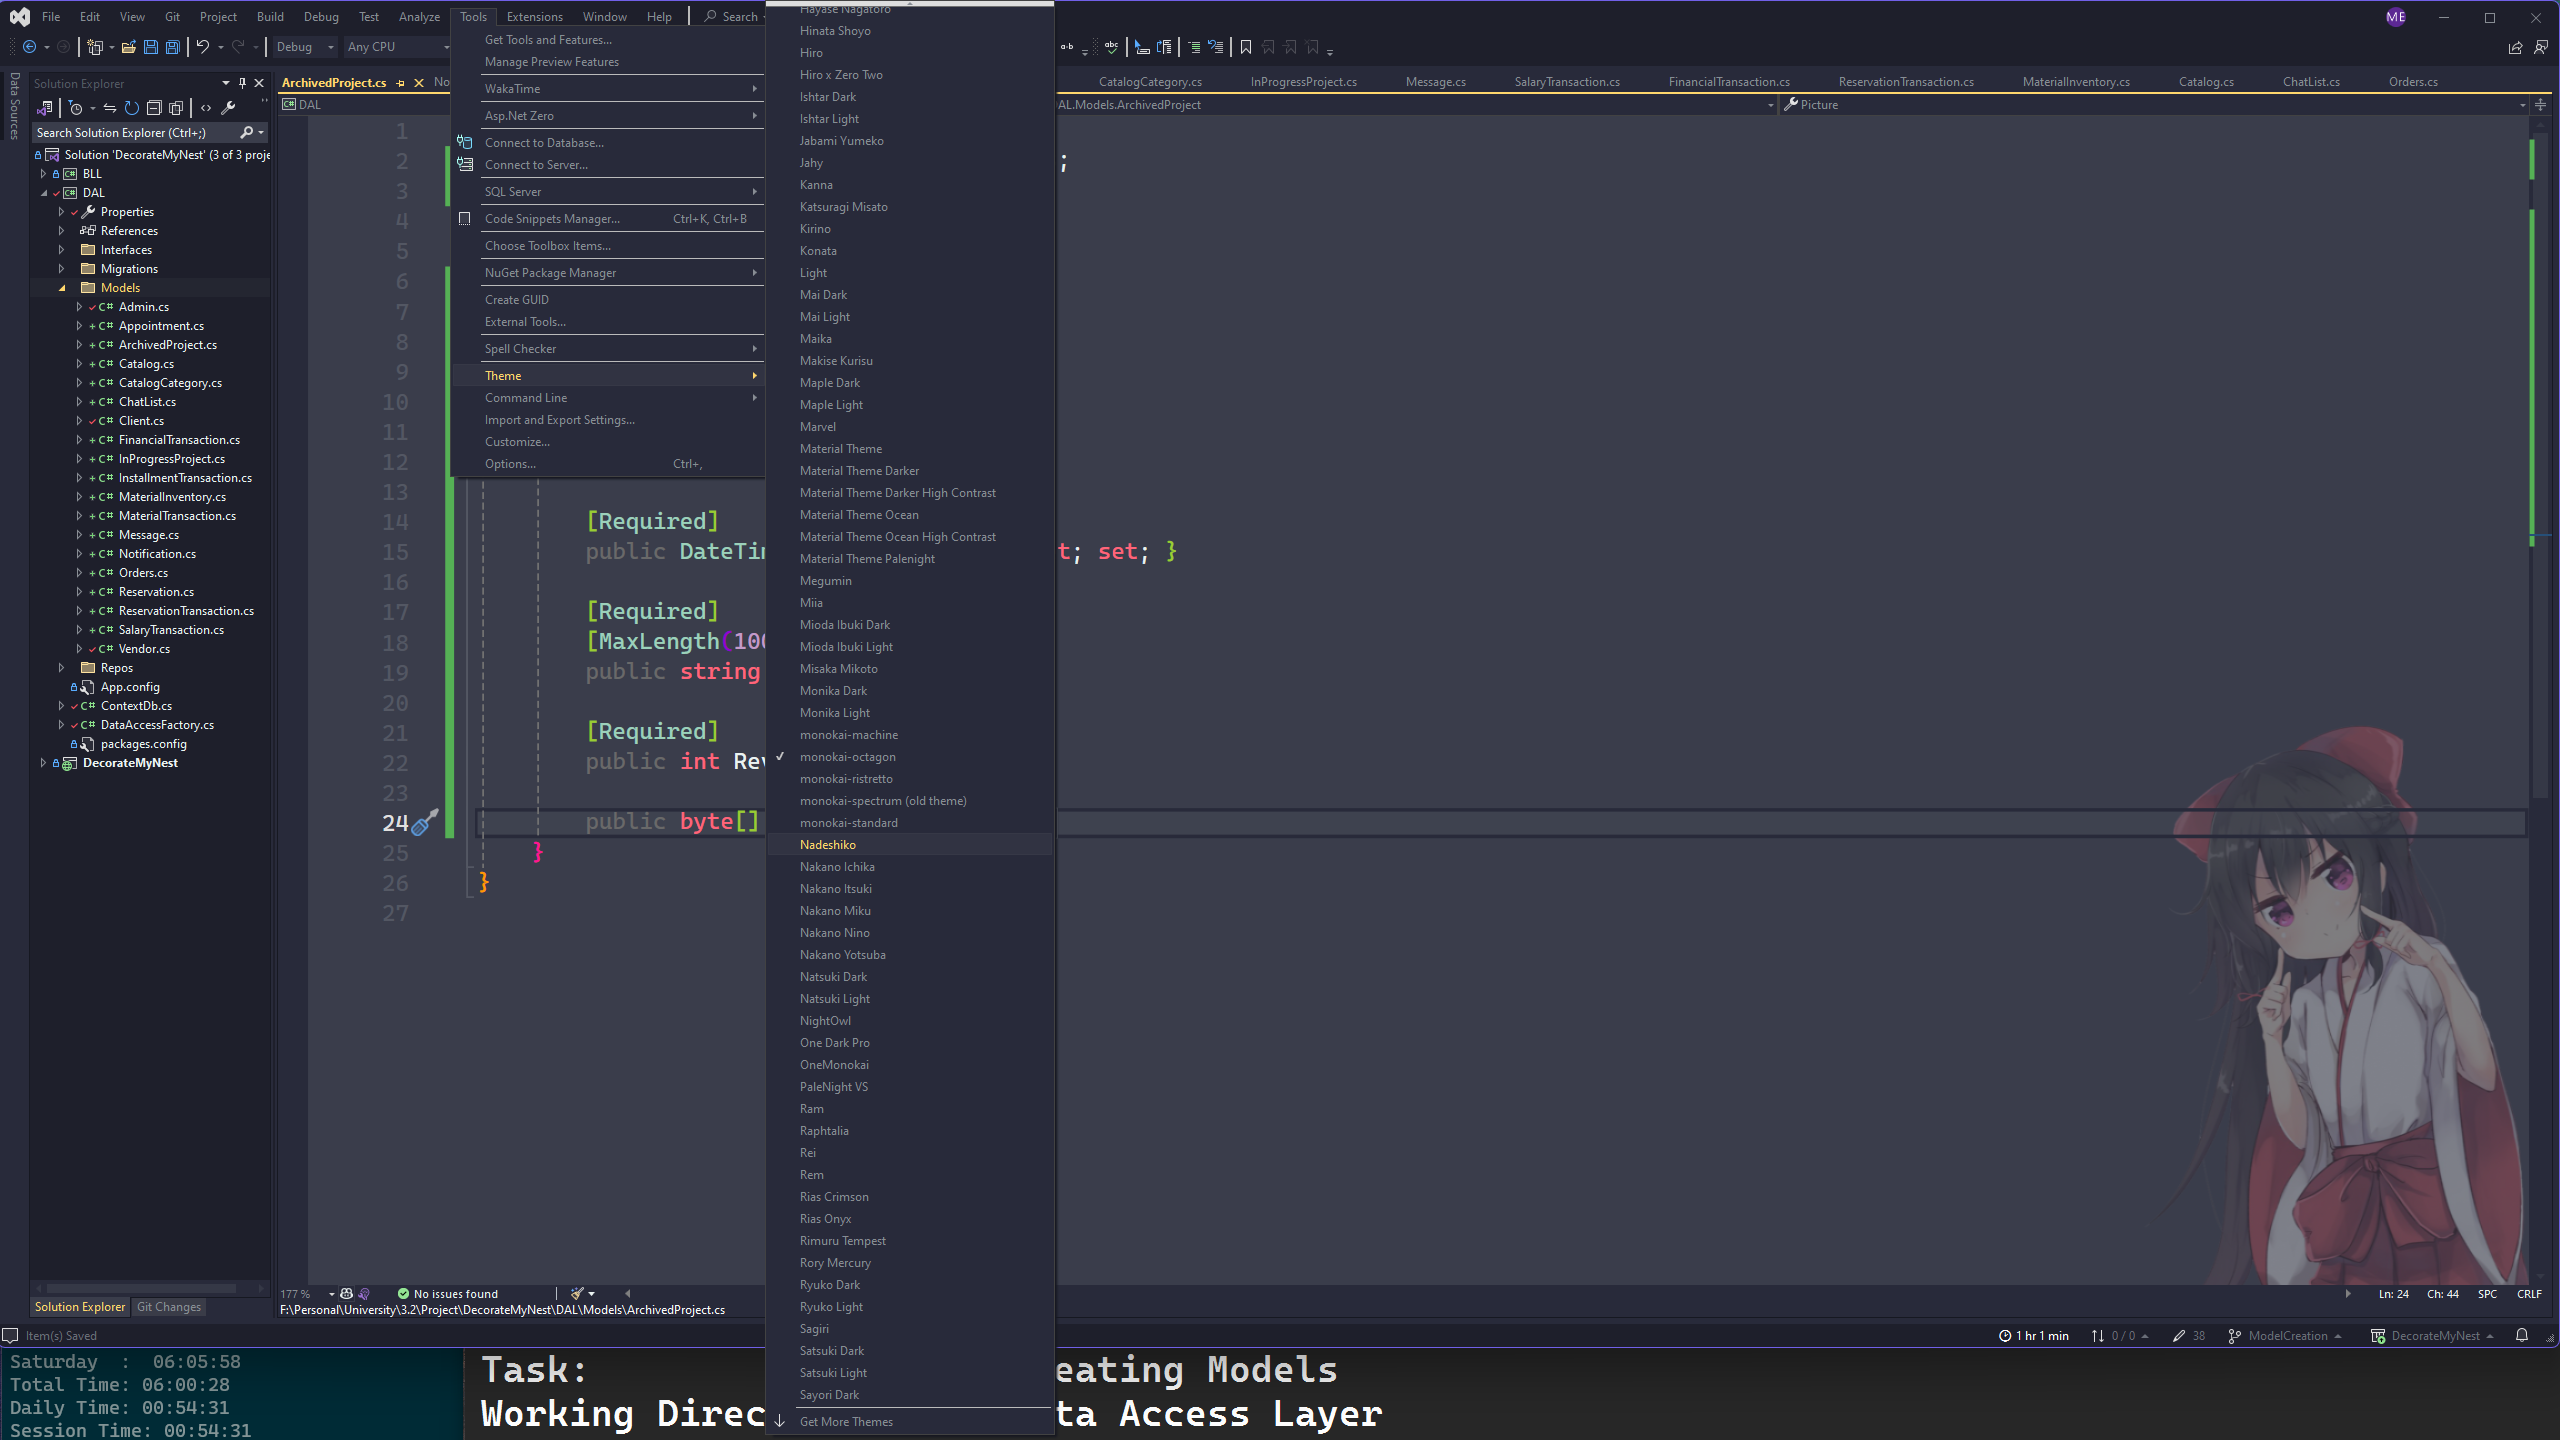 File Edit View Git Project Build Debug Test Analyze Tools Extensions Window Help Search ME
Debug Any CPU
Data Sources
Solution Explorer
Search Solution Explorer (Ctrl+;)
Solution 'DecorateMyNest' (3 of 3 proje
BLL
DAL
Properties
References
Interfaces
Migrations
Models
Admin.cs
Appointment.cs
ArchivedProject.cs
Catalog.cs
CatalogCategory.cs
ChatList.cs
Client.cs
FinancialTransaction.cs
InProgressProject.cs
InstallmentTransaction.cs
MaterialInventory.cs
MaterialTransaction.cs
Message.cs
Notification.cs
Orders.cs
Reservation.cs
ReservationTransaction.cs
SalaryTransaction.cs
Vendor.cs
Repos
App.config
ContextDb.cs
DataAccessFactory.cs
packages.config
DecorateMyNest
Solution Explorer Git Changes
ArchivedProject.cs No CatalogCategory.cs InProgressProject.cs Message.cs SalaryTransaction.cs FinancialTransaction.cs ReservationTransaction.cs MaterialInventory.cs Catalog.cs ChatList.cs Orders.cs
DAL AL.Models.ArchivedProject Picture
Get Tools and Features...
Manage Preview Features
WakaTime
Asp.Net Zero
Connect to Database...
Connect to Server...
SQL Server
Code Snippets Manager... Ctrl+K, Ctrl+B
Choose Toolbox Items...
NuGet Package Manager
Create GUID
External Tools...
Spell Checker
Theme
Command Line
Import and Export Settings...
Customize...
Options... Ctrl+,
Hayase Nagatoro
Hinata Shoyo
Hiro
Hiro x Zero Two
Ishtar Dark
Ishtar Light
Jabami Yumeko
Jahy
Kanna
Katsuragi Misato
Kirino
Konata
Light
Mai Dark
Mai Light
Maika
Makise Kurisu
Maple Dark
Maple Light
Marvel
Material Theme
Material Theme Darker
Material Theme Darker High Contrast
Material Theme Ocean
Material Theme Ocean High Contrast
Material Theme Palenight
Megumin
Miia
Mioda Ibuki Dark
Mioda Ibuki Light
Misaka Mikoto
Monika Dark
Monika Light
monokai-machine
monokai-octagon
monokai-ristretto
monokai-spectrum (old theme)
monokai-standard
Nadeshiko
Nakano Ichika
Nakano Itsuki
Nakano Miku
Nakano Nino
Nakano Yotsuba
Natsuki Dark
Natsuki Light
NightOwl
One Dark Pro
OneMonokai
PaleNight VS
Ram
Raphtalia
Rei
Rem
Rias Crimson
Rias Onyx
Rimuru Tempest
Rory Mercury
Ryuko Dark
Ryuko Light
Sagiri
Satsuki Dark
Satsuki Light
Sayori Dark
Get More Themes
1
2 ;
3
4
5
6
7
8
9
10
11
12
13
14 [Required]
15 public DateTim t; set; }
16
17 [Required]
18 [MaxLength(100
19 public string
20
21 [Required]
22 public int Rev
23
24 public byte[]
25 }
26 }
27
177 % No issues found Ln: 24 Ch: 44 SPC CRLF
F:\Personal\University\3.2\Project\DecorateMyNest\DAL\Models\ArchivedProject.cs
Item(s) Saved 1 hr 1 min 0 / 0 38 ModelCreation DecorateMyNest
Saturday : 06:05:58
Total Time: 06:00:28
Daily Time: 00:54:31
Session Time: 00:54:31
Task: eating Models
Working Direc ta Access Layer